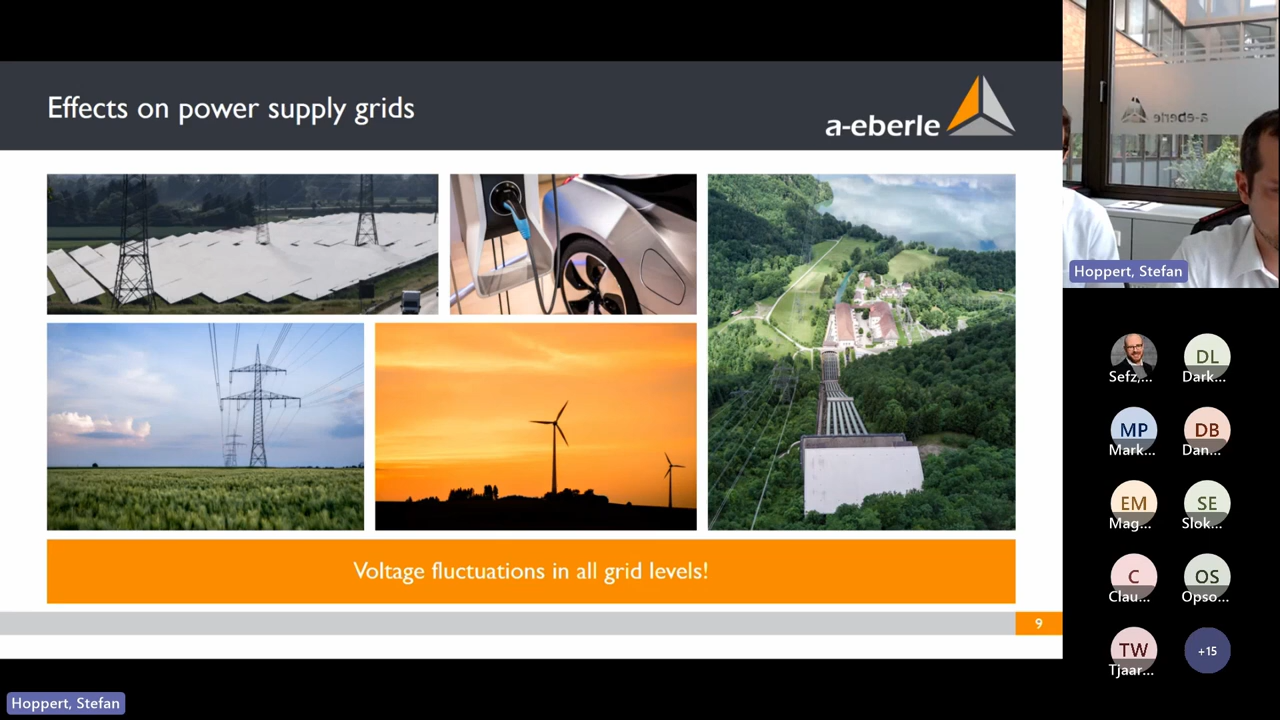 Effects on power supply grids
a-eberle
Voltage fluctuations in all grid levels!
9
Hoppert, Stefan
a-eberle
Hoppert, Stefan
Sefz,...
DL
Dark...
MP
Mark...
DB
Dan...
EM
Mag...
SE
Slok...
C
Clau...
OS
Opso...
TW
Tjaar...
+15